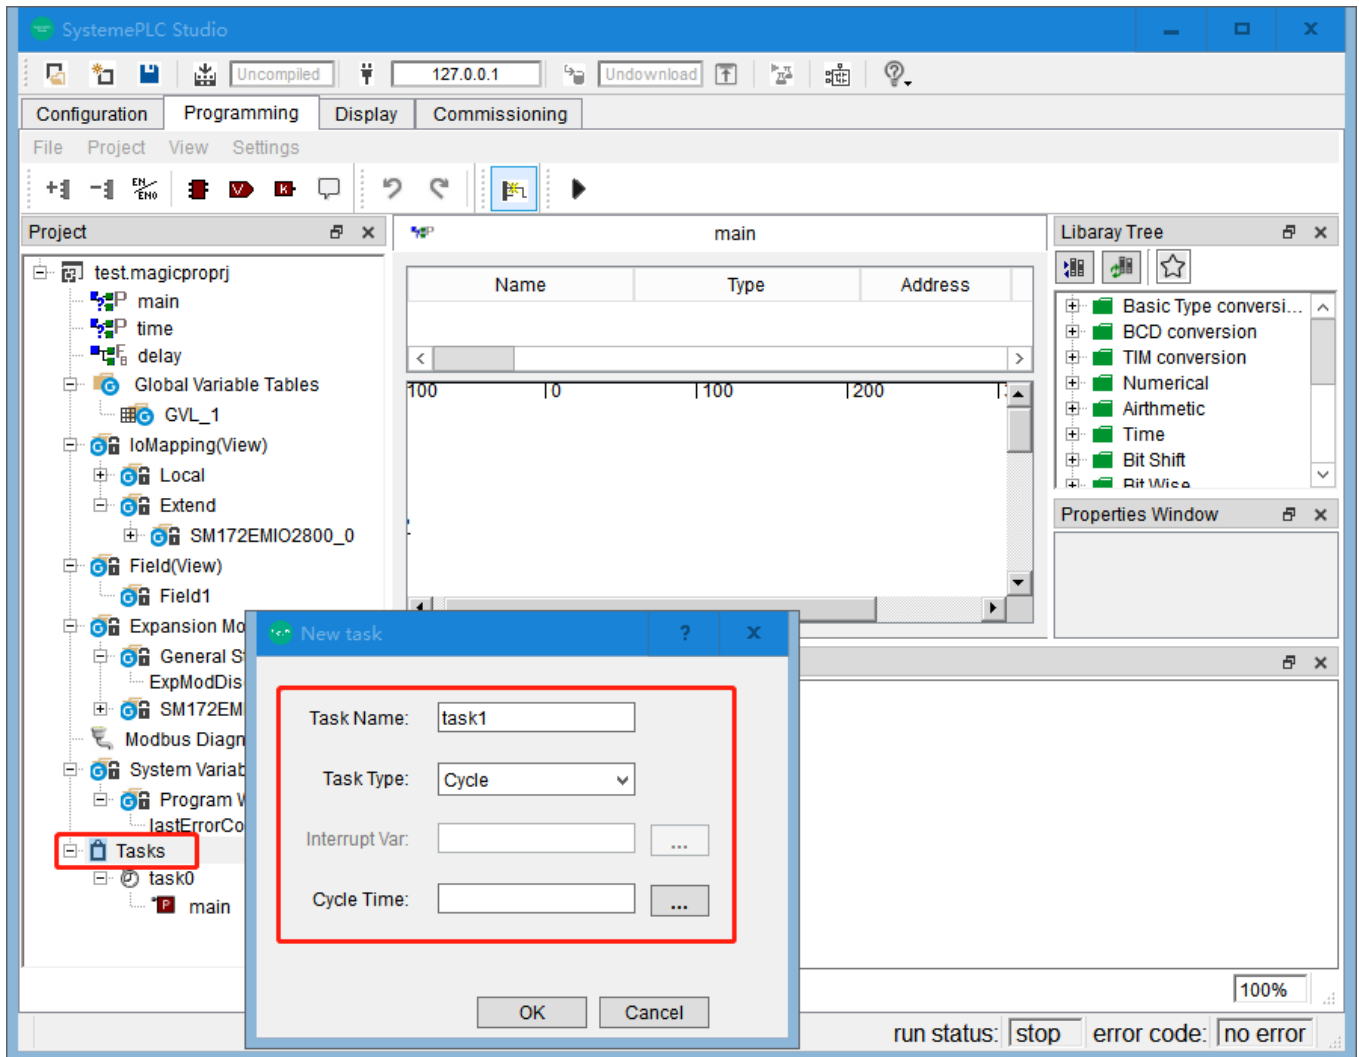 SystemePLC Studio
Uncompiled
127.0.0.1
Undownload
Configuration
Programming
Display
Commissioning
File Project View Settings
EN/
ENO
V
K
Project
main
Libaray Tree
test.magicproprj
main
time
delay
Global Variable Tables
GVL_1
IoMapping(View)
Local
Extend
SM172EMIO2800_0
Field(View)
Field1
Expansion Mo
General S
ExpModDis
SM172EM
Modbus Diagn
System Variab
Program V
lastErrorCo
Tasks
task0
main
Name Type Address
100 0 100 200
Basic Type conversi...
BCD conversion
TIM conversion
Numerical
Airthmetic
Time
Bit Shift
Bit Wise
Properties Window
New task
Task Name: task1
Task Type: Cycle
Interrupt Var: ...
Cycle Time: ...
OK Cancel
100%
run status: stop error code: no error